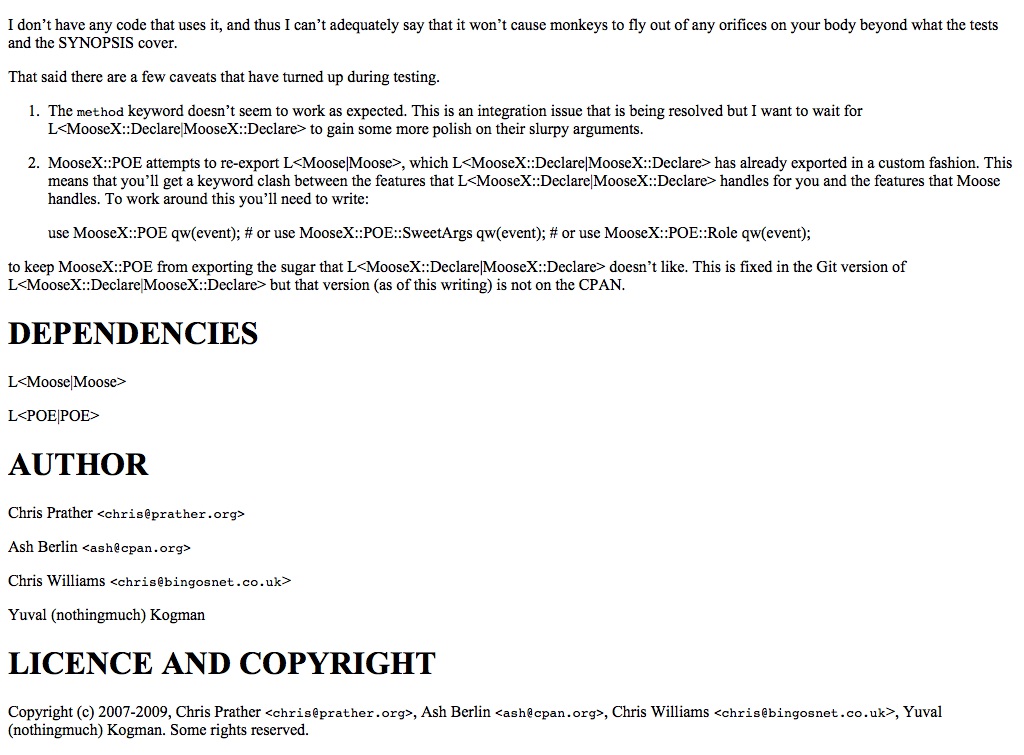 I don’t have any code that uses it, and thus I can’t adequately say that it won’t cause monkeys to fly out of any orifices on your body beyond what the tests
and the SYNOPSIS cover.
That said there are a few caveats that have turned up during testing.
1. The method keyword doesn’t seem to work as expected. This is an integration issue that is being resolved but I want to wait for
L<MooseX::Declare|MooseX::Declare> to gain some more polish on their slurpy arguments.
2. MooseX::POE attempts to re-export L<Moose|Moose>, which L<MooseX::Declare|MooseX::Declare> has already exported in a custom fashion. This
means that you’ll get a keyword clash between the features that L<MooseX::Declare|MooseX::Declare> handles for you and the features that Moose
handles. To work around this you’ll need to write:
use MooseX::POE qw(event); # or use MooseX::POE::SweetArgs qw(event); # or use MooseX::POE::Role qw(event);
to keep MooseX::POE from exporting the sugar that L<MooseX::Declare|MooseX::Declare> doesn’t like. This is fixed in the Git version of
L<MooseX::Declare|MooseX::Declare> but that version (as of this writing) is not on the CPAN.
DEPENDENCIES
L<Moose|Moose>
L<POE|POE>
AUTHOR
Chris Prather <chris@prather.org>
Ash Berlin <ash@cpan.org>
Chris Williams <chris@bingosnet.co.uk>
Yuval (nothingmuch) Kogman
LICENCE AND COPYRIGHT
Copyright (c) 2007-2009, Chris Prather <chris@prather.org>, Ash Berlin <ash@cpan.org>, Chris Williams <chris@bingosnet.co.uk>, Yuval
(nothingmuch) Kogman. Some rights reserved.